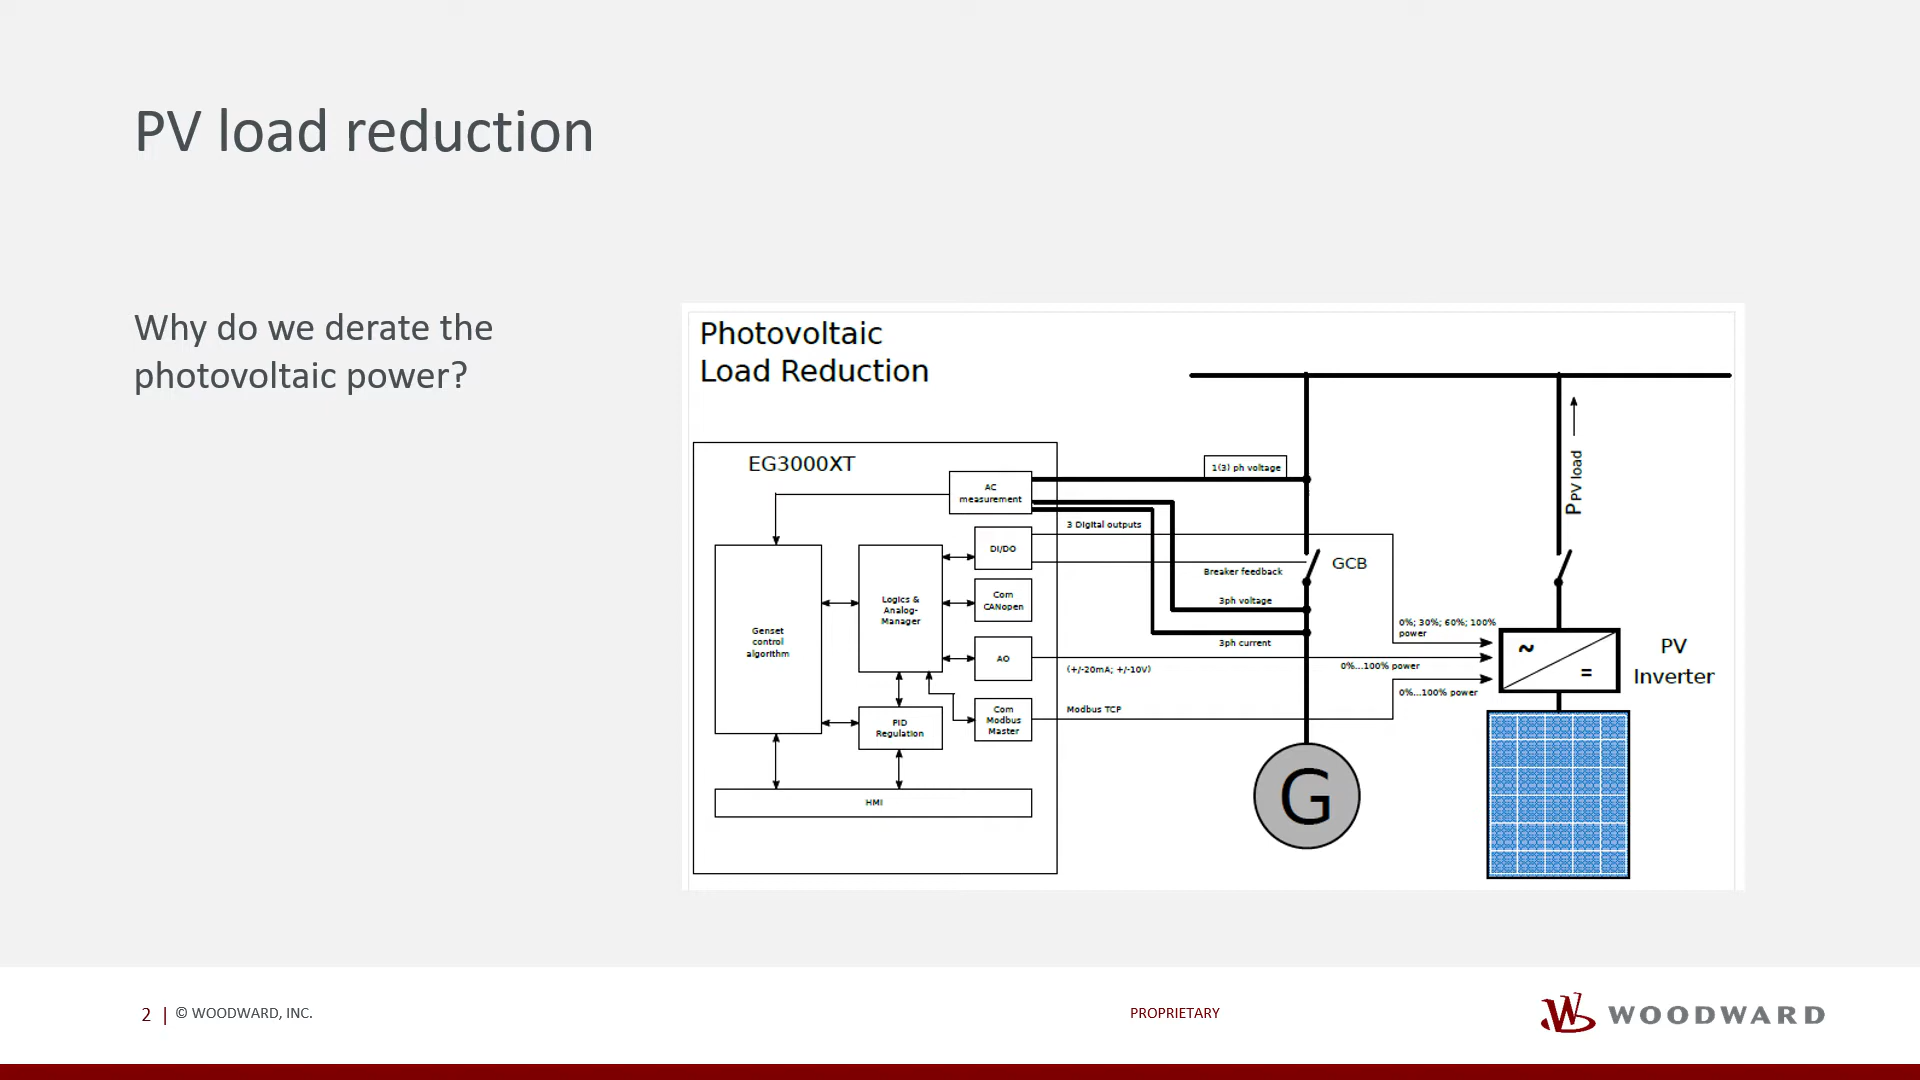 PV load reduction
Why do we derate the
photovoltaic power?
Photovoltaic
Load Reduction
EG3000XT
AC
measurement
1(3) ph voltage
3 Digital outputs
DI/DO
Breaker feedback
GCB
P PV load
Logics &
Analog-
Manager
Com
CANopen
3ph voltage
3ph current
Genset
control
algorithm
AO
(+/-20mA; +/-10V)
0%; 30%; 60%; 100%
power
0%...100% power
0%...100% power
~
=
PV
Inverter
PID
Regulation
Com
Modbus
Master
Modbus TCP
HMI
G
2 | © WOODWARD, INC.
PROPRIETARY
W WOODWARD